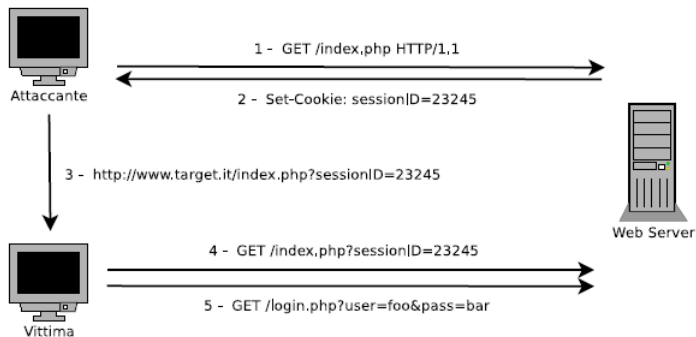 1 - GET /index.php HTTP/1.1
Attaccante
2 - Set-Cookie: sessionID=23245
3 - http://www.target.it/index.php?sessionID=23245
Web Server
4 - GET /index.php?sessionID=23245
5 - GET /login.php?user=foo&pass=bar
Vittima